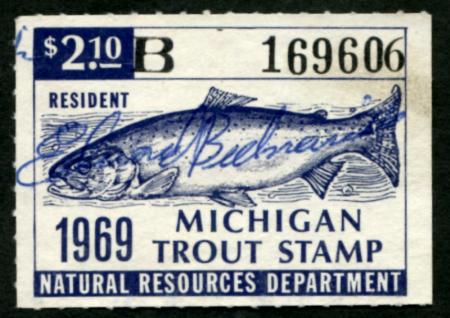 $2.10 B 169606
RESIDENT
1969 MICHIGAN
TROUT STAMP
NATURAL RESOURCES DEPARTMENT